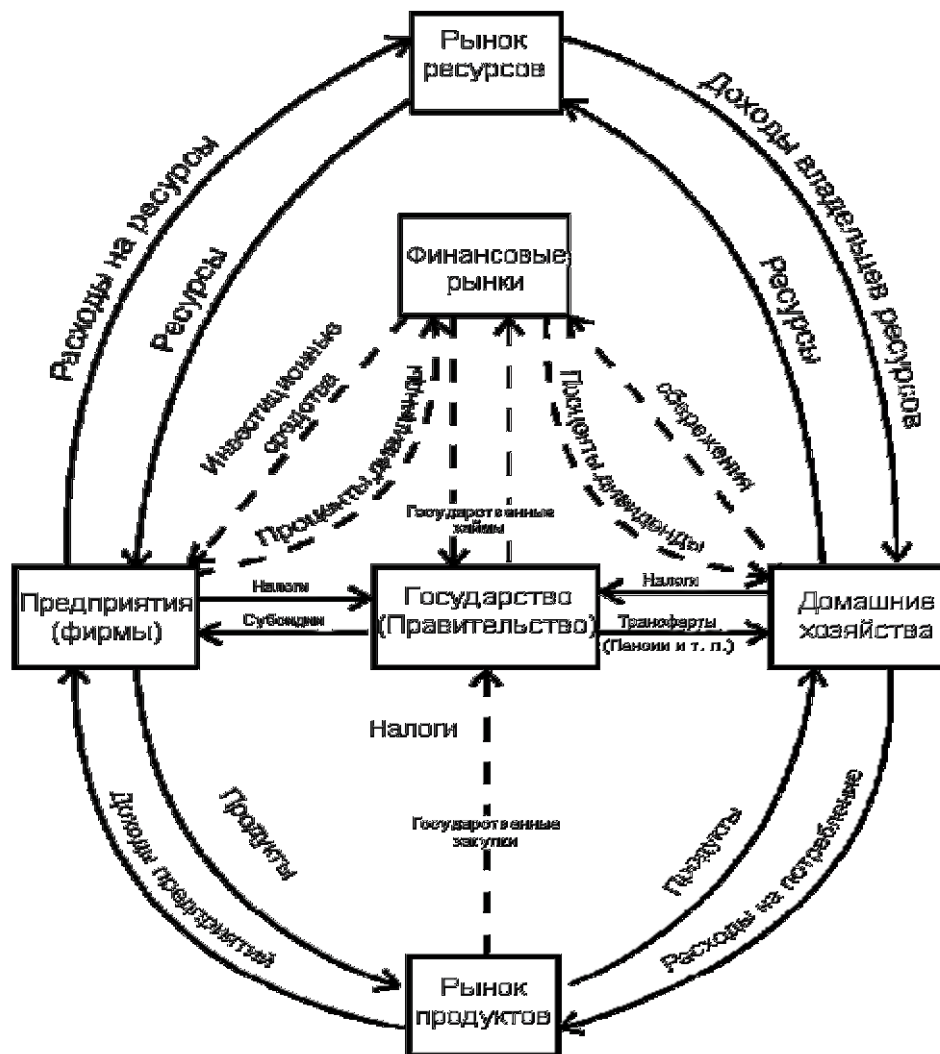 Рынок
ресурсов
Расходы на ресурсы
Ресурсы
Доходы владельцев ресурсов
Ресурсы
Финансовые
рынки
Инвестиционные
средства
Проценты,дивиденды
Государственные
займы
Проценты,дивиденды
сбережения
Предприятия
(фирмы)
Налоги
Субсидии
Государство
(Правительство)
Налоги
Трансферты
(Пенсии и т. п.)
Домашние
хозяйства
Налоги
Государственные
закупки
Доходы предприятий
Продукты
Продукты
Расходы на потребление
Рынок
продуктов